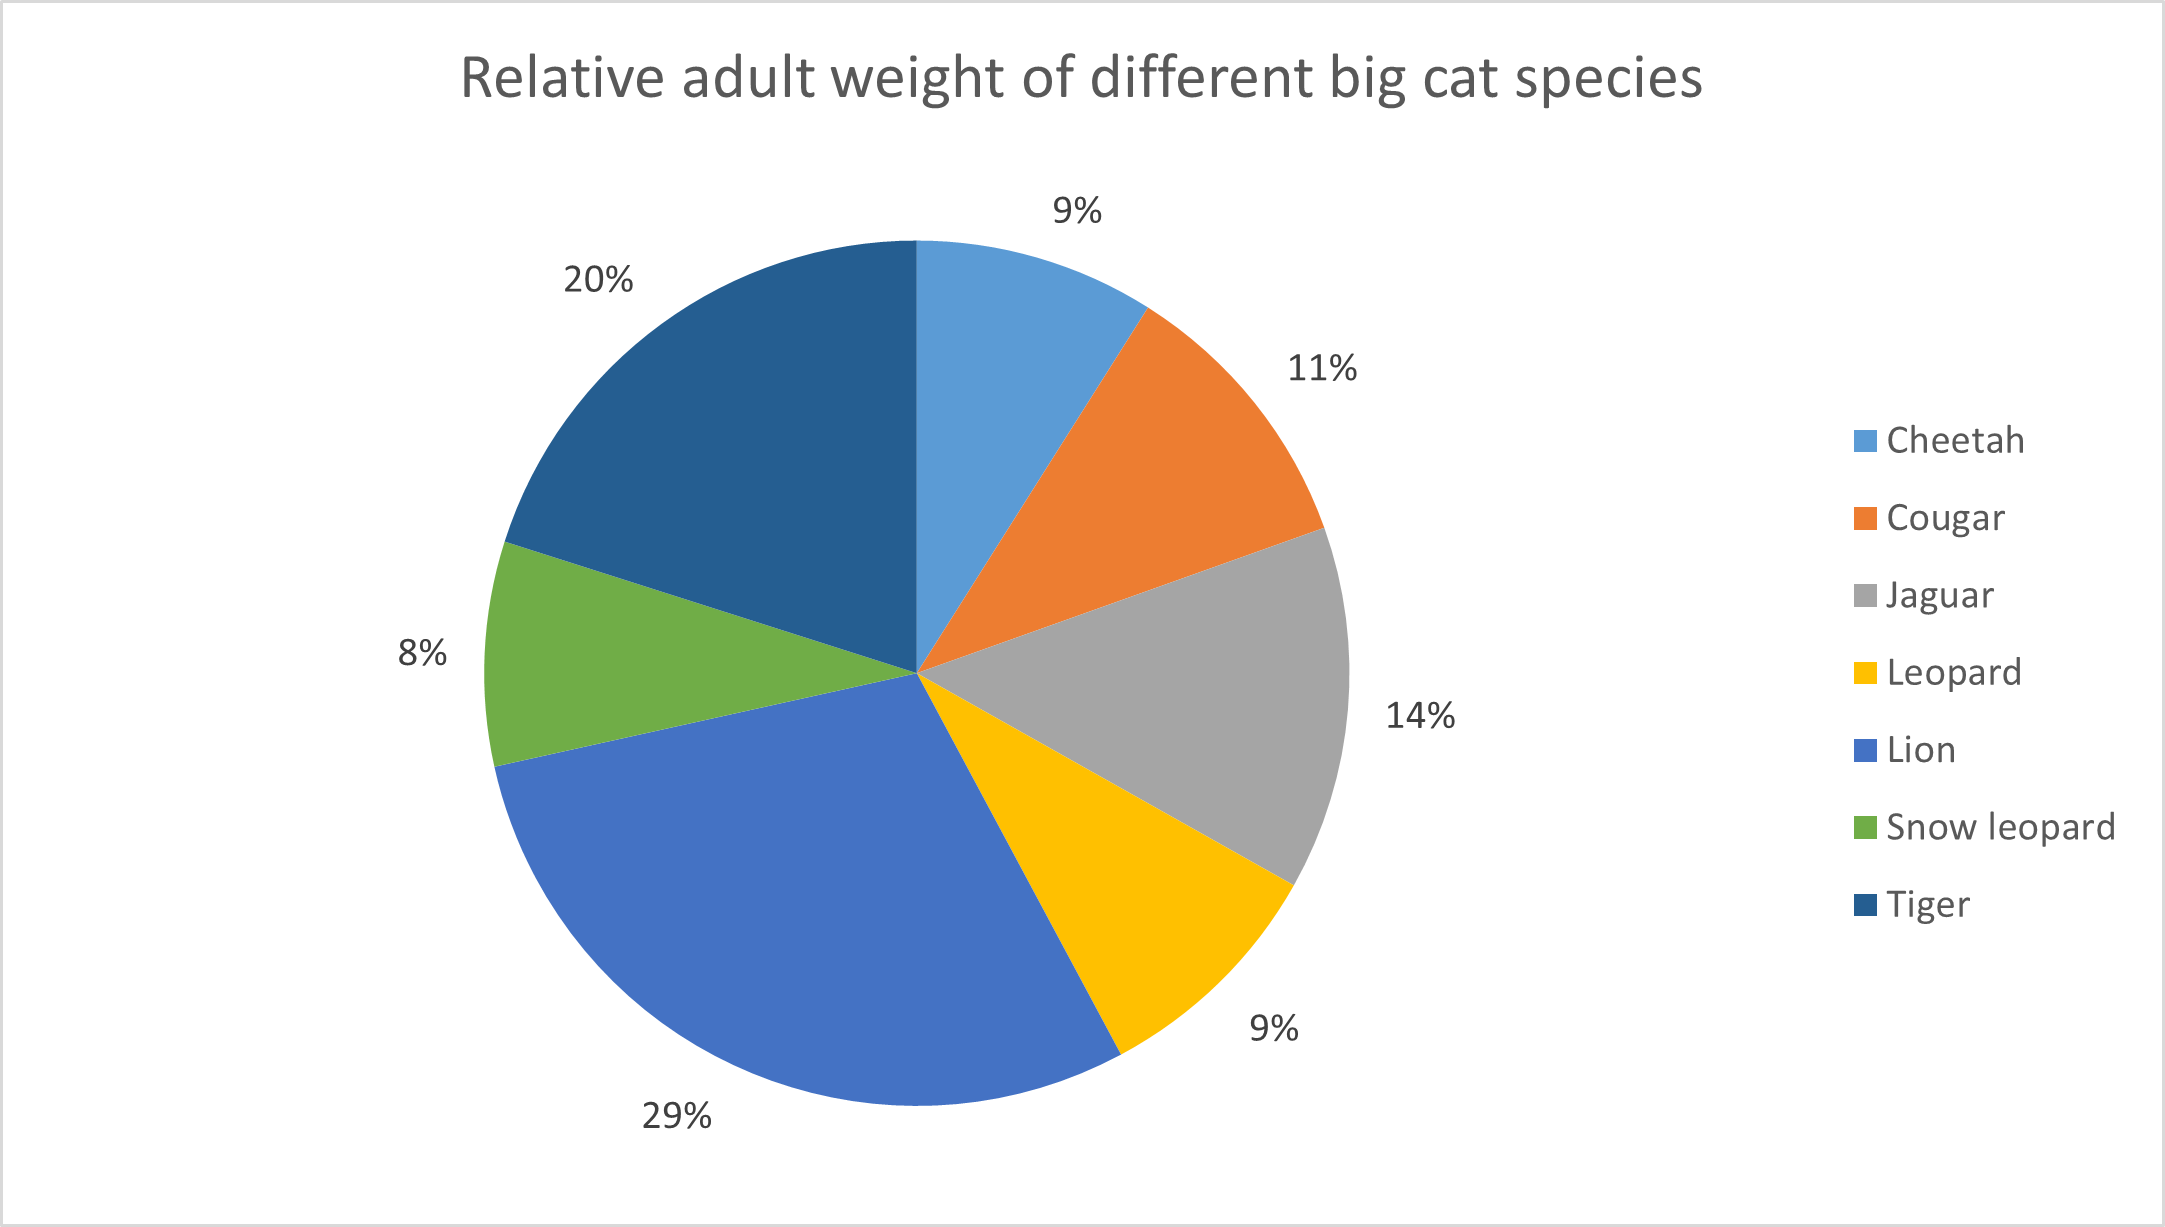 Relative adult weight of different big cat species
9%
20%
11%
8%
14%
9%
29%
Cheetah
Cougar
Jaguar
Leopard
Lion
Snow leopard
Tiger